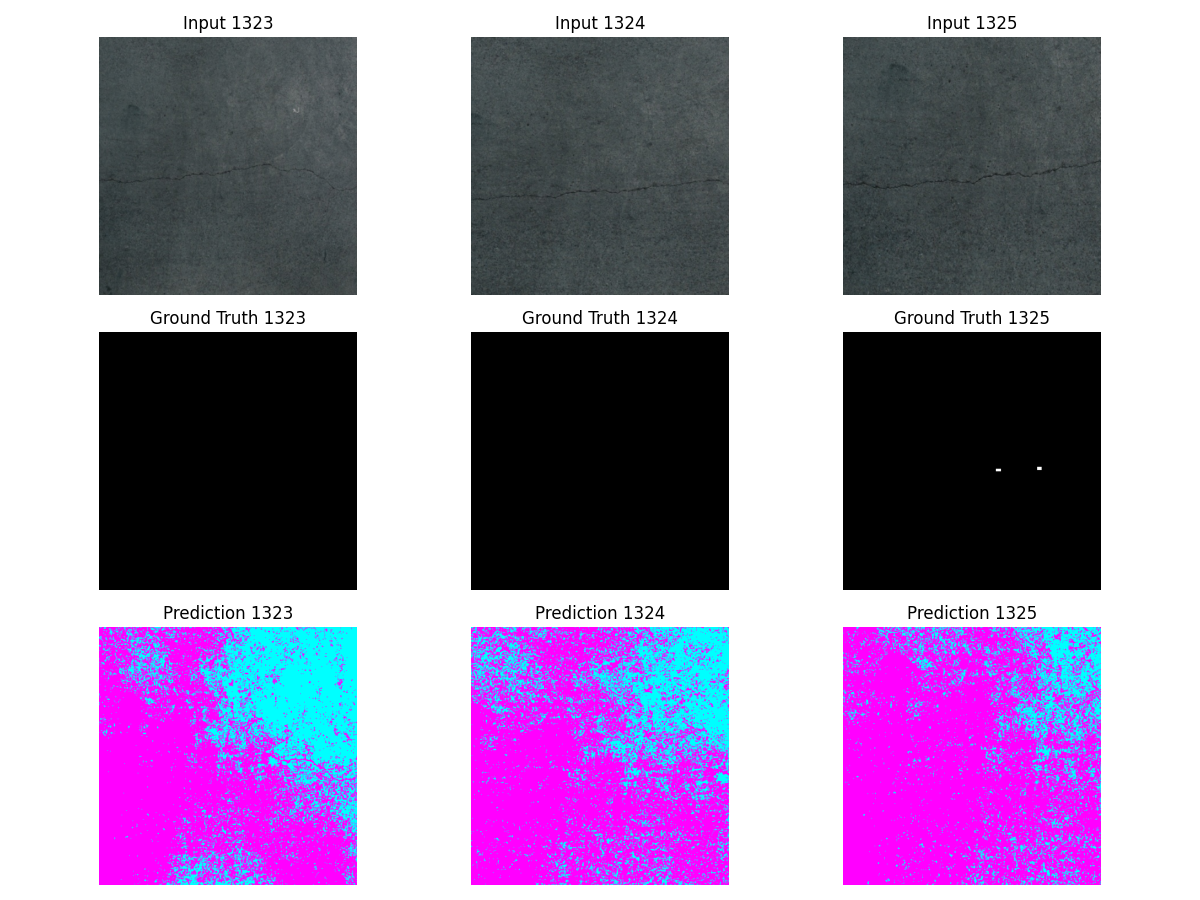 Input 1323
Input 1324
Input 1325
Ground Truth 1323
Ground Truth 1324
Ground Truth 1325
Prediction 1323
Prediction 1324
Prediction 1325